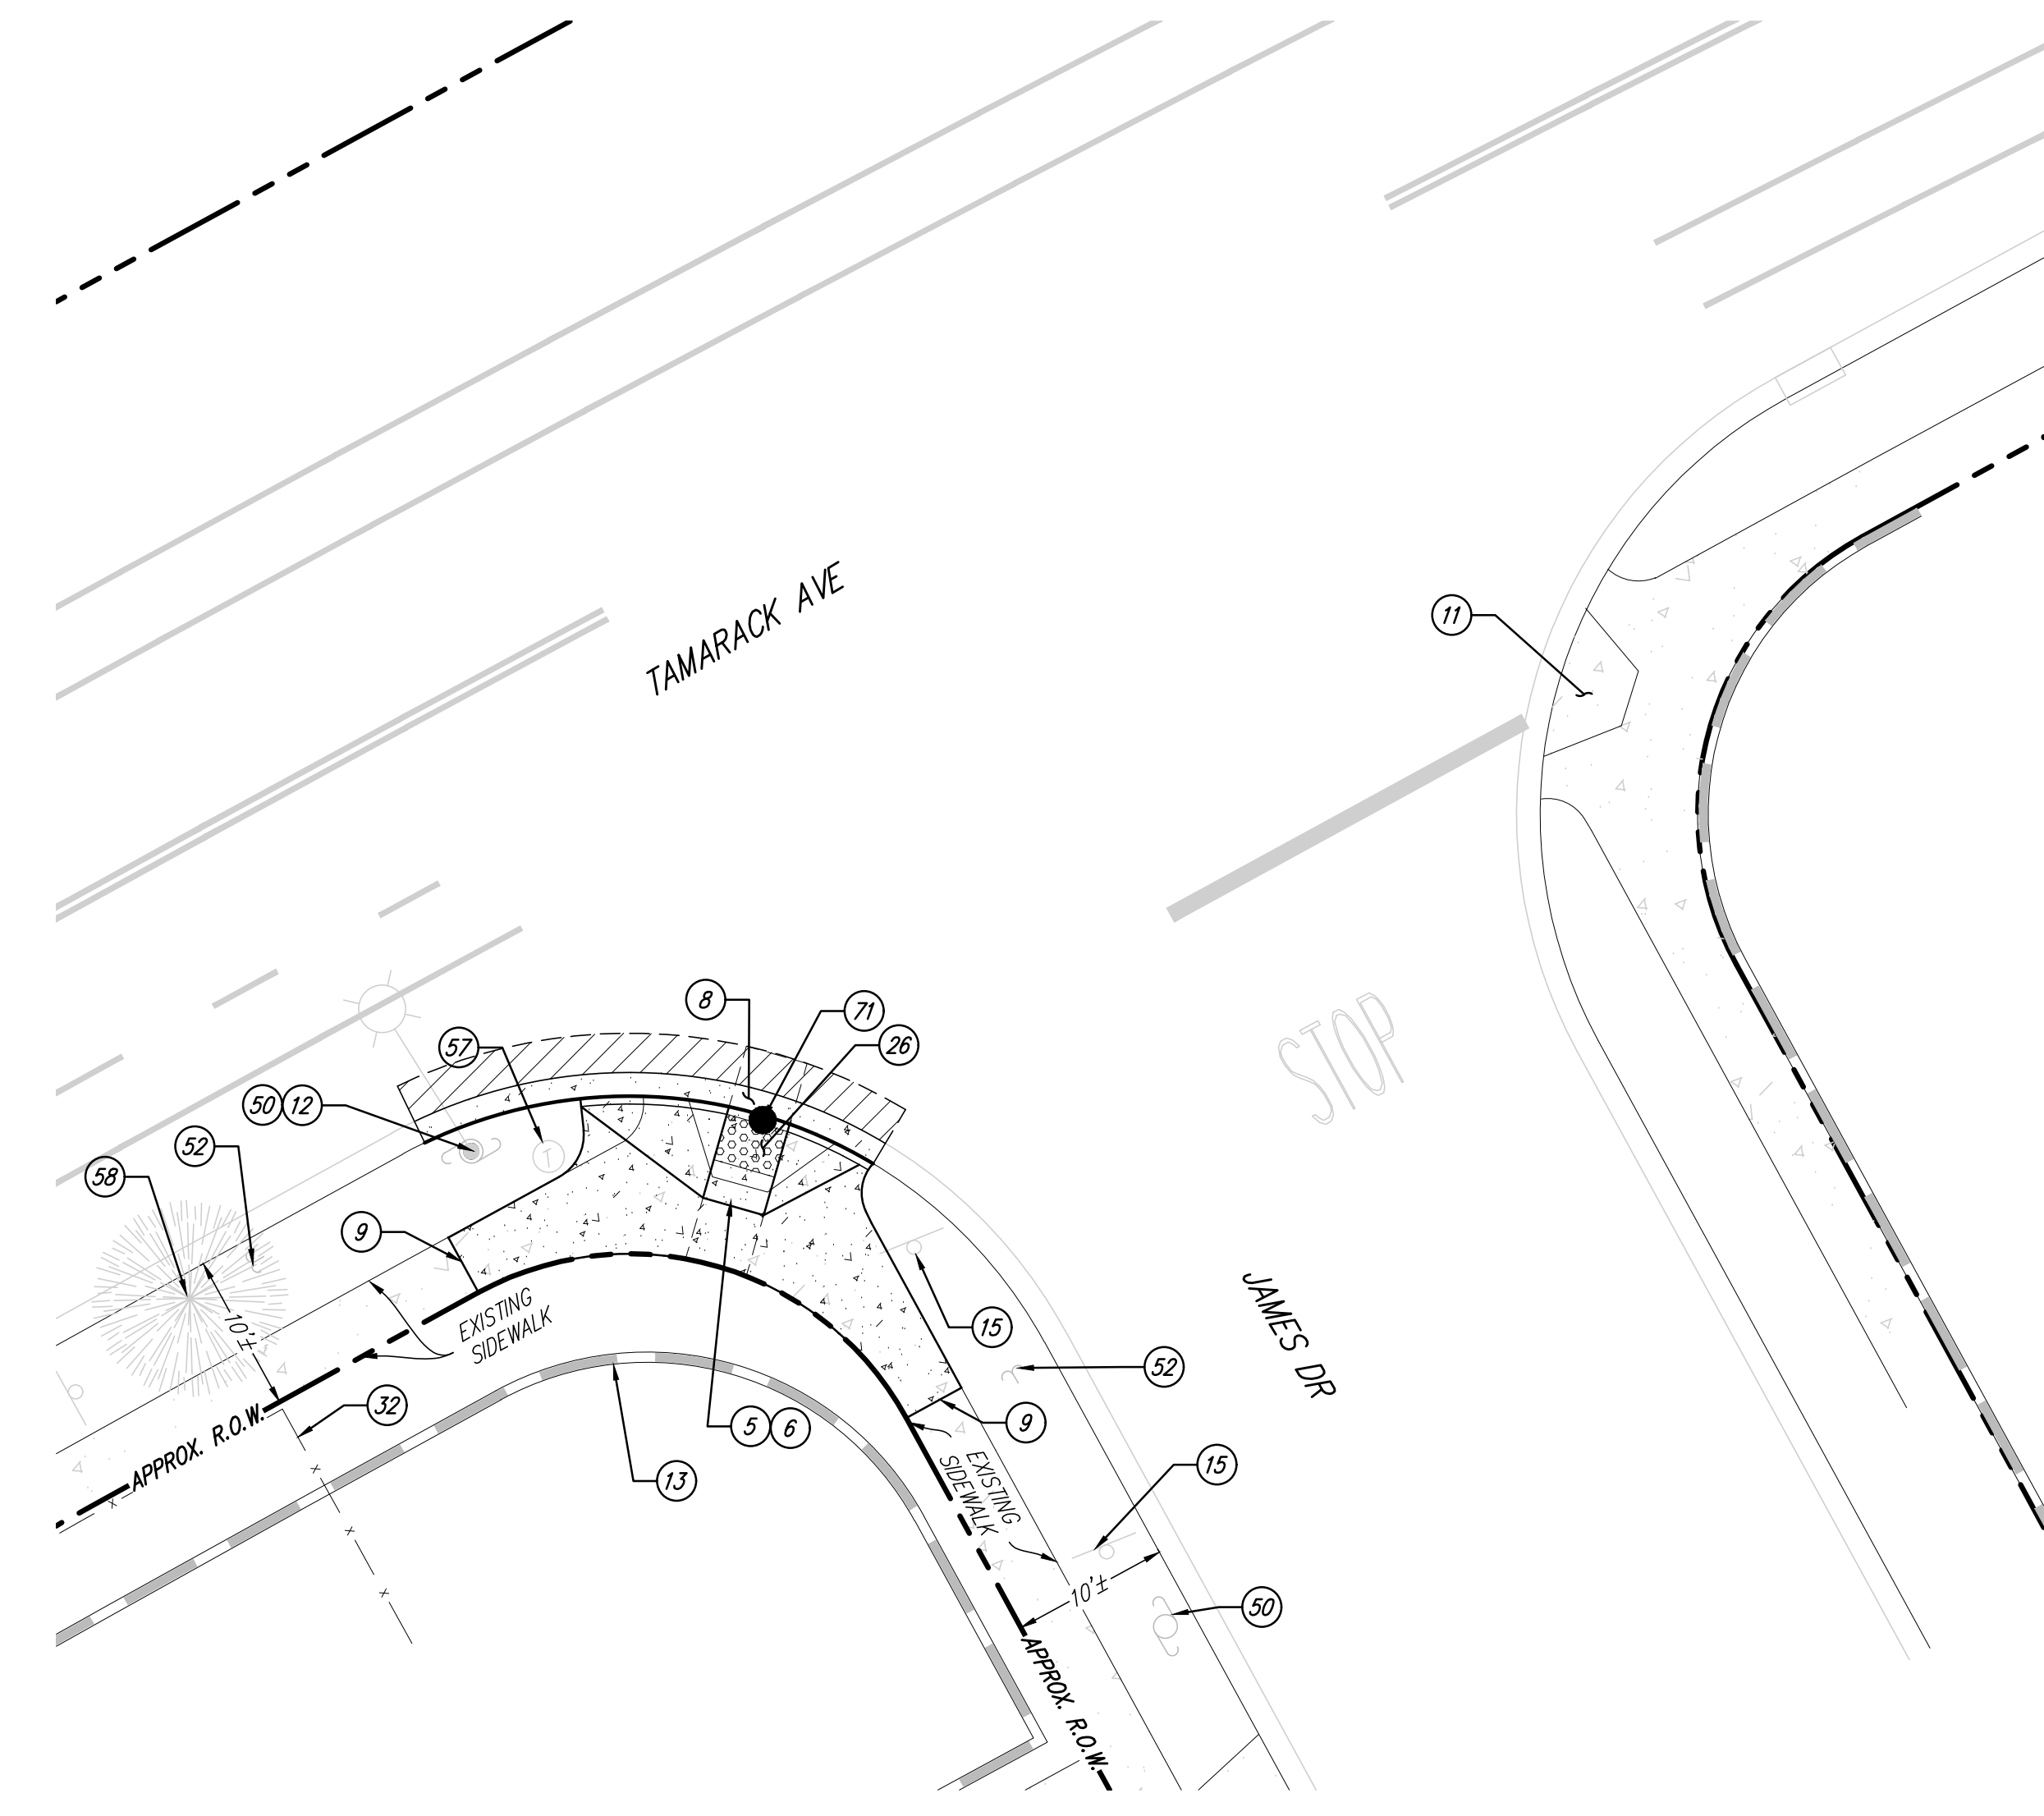 11
TAMARACK AVE
8
71
26
57
50 12
52
58
T
STOP
9
10'±
EXISTING
SIDEWALK
15
JAMES DR
52
32
9
5 6
APPROX. R.O.W.
13
EXISTING
SIDEWALK
15
10'±
50
APPROX. R.O.W.